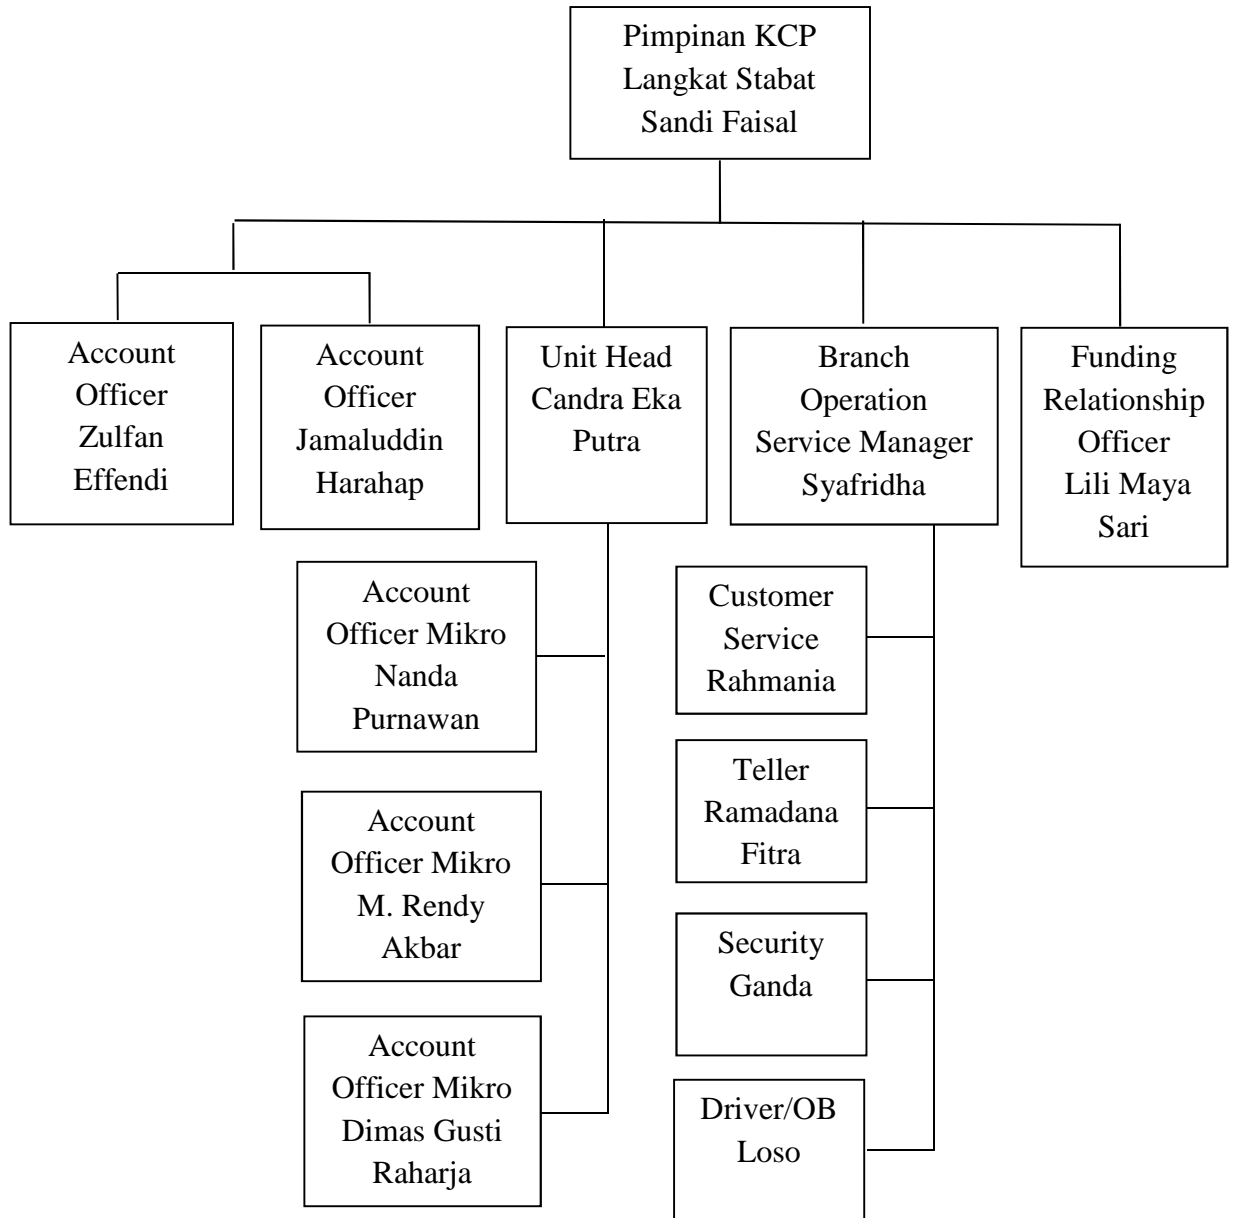 Pimpinan KCP
Langkat Stabat
Sandi Faisal
Account
Officer
Zulfan
Effendi
Account
Officer
Jamaluddin
Harahap
Unit Head
Candra Eka
Putra
Branch
Operation
Service Manager
Syafridha
Funding
Relationship
Officer
Lili Maya
Sari
Account
Officer Mikro
Nanda
Purnawan
Account
Officer Mikro
M. Rendy
Akbar
Account
Officer Mikro
Dimas Gusti
Raharja
Customer
Service
Rahmania
Teller
Ramadana
Fitra
Security
Ganda
Driver/OB
Loso